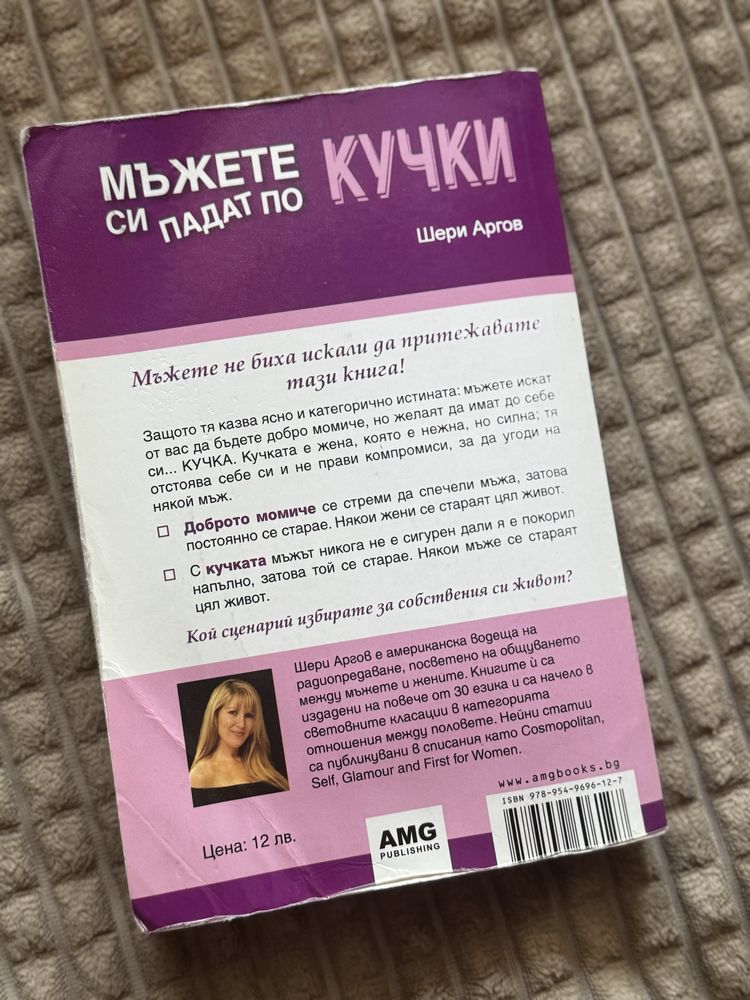 МЪЖЕТЕ
СИ ПАДАТ ПО
КУЧКИ
Шери Аргов
Мъжете не биха искали да притежавате
тази книга!
Защото тя казва ясно и категорично истината: мъжете искат
от вас да бъдете добро момиче, но желаят да имат до себе
си... КУЧКА. Кучката е жена, която е нежна, но силна; тя
отстоява себе си и не прави компромиси, за да угоди на
някой мъж.
Доброто момиче се стреми да спечели мъжа, затова
постоянно се старае. Някои жени се стараят цял живот.
С кучката мъжът никога не е сигурен дали я е покорил
напълно, затова той се старае. Някои мъже се стараят
цял живот.
Кой сценарий избирате за собствения си живот?
Шери Аргов е американска водеща на
радиопредаване, посветено на общуването
между мъжете и жените. Книгите ѝ са
издадени на повече от 30 езика и са начело в
световните класации в категорията
отношения между половете. Нейни статии
са публикувани в списания като Cosmopolitan,
Self, Glamour and First for Women.
www.amgbooks.bg
ISBN 978-954-9696-12-7
Цена: 12 лв.
AMG
PUBLISHING